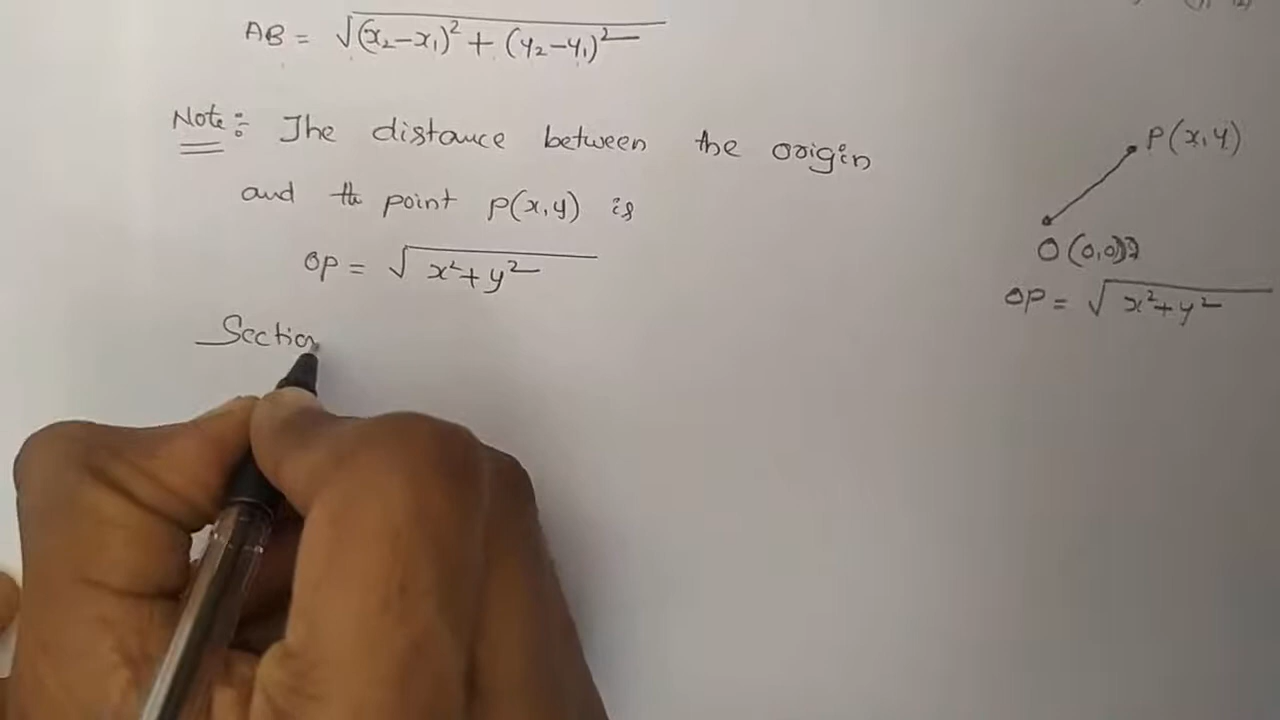 AB = √(x₂-x₁)² + (y₂-y₁)²
Note:- The distance between the origin
and the point P(x,y) is
OP = √x²+y²
Section
P(x,y)
O(0,0)
OP = √x²+y²